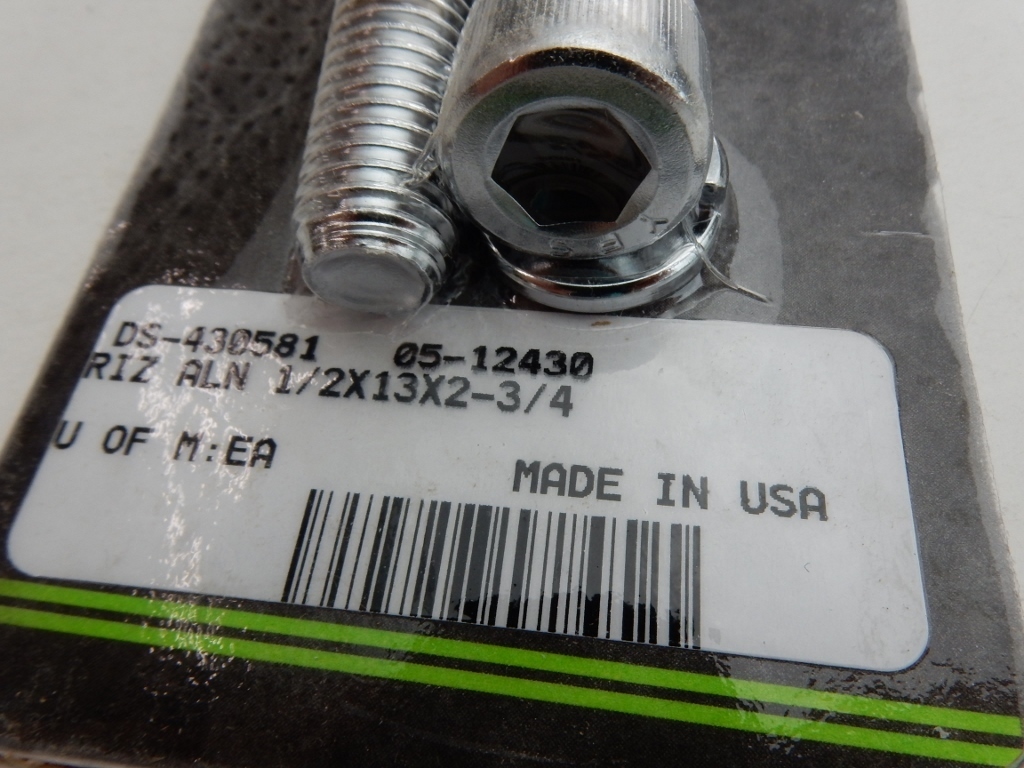 DS-430581 05-12430
RIZ ALN 1/2X13X2-3/4
U OF M:EA
MADE IN USA